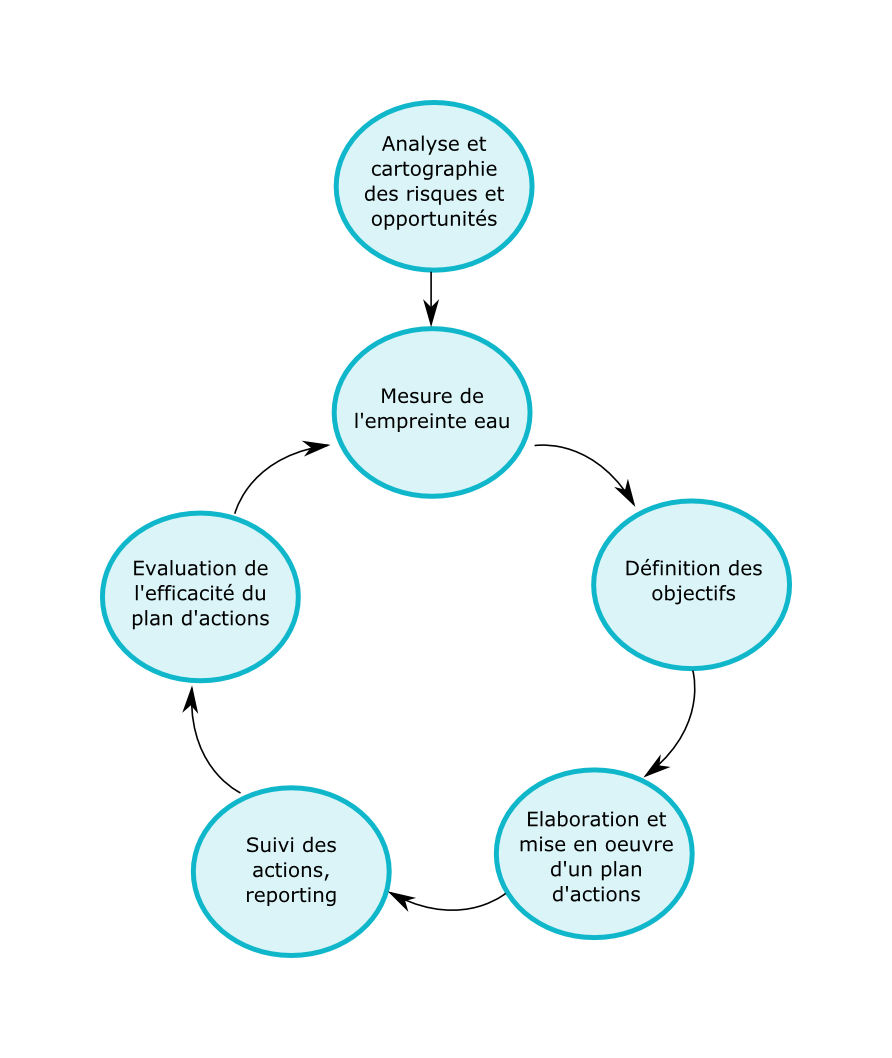 Analyse et
cartographie
des risques et
opportunités
Mesure de
l'empreinte eau
Définition des
objectifs
Elaboration et
mise en oeuvre
d'un plan
d'actions
Suivi des
actions,
reporting
Evaluation de
l'efficacité du
plan d'actions